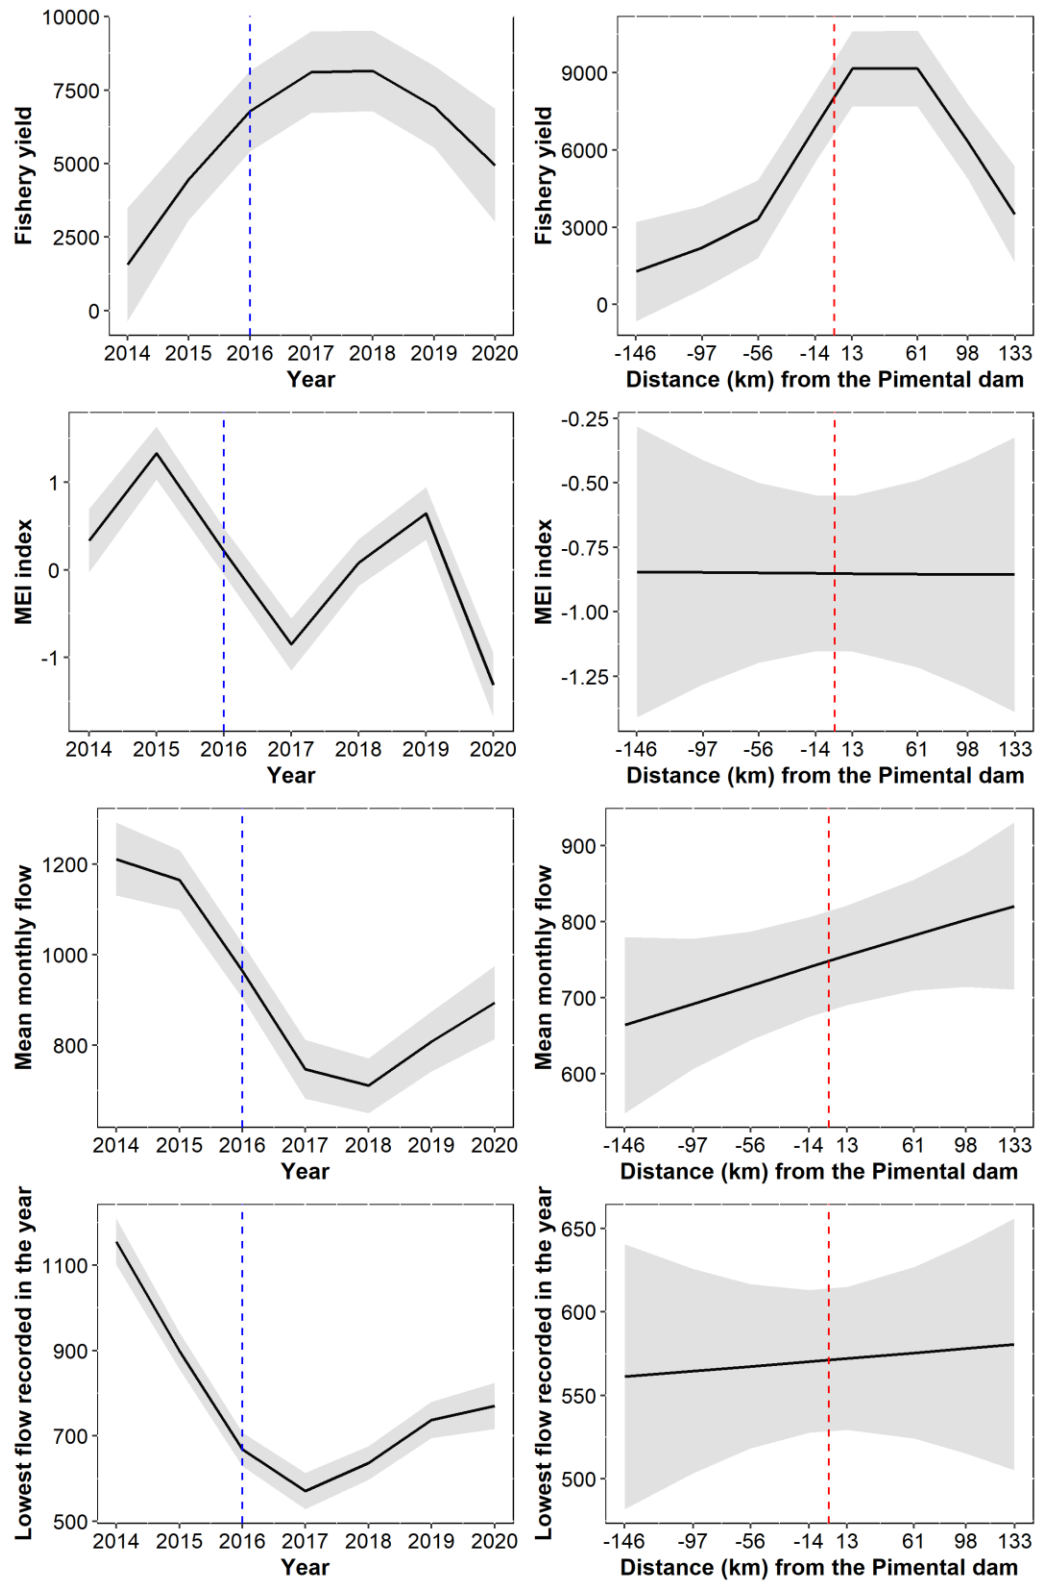 Fishery yield
10000
7500
5000
2500
0
2014 2015 2016 2017 2018 2019 2020
Year
Fishery yield
9000
6000
3000
0
-146 -97 -56 -14 13 61 98 133
Distance (km) from the Pimental dam
MEI index
1
0
-1
2014 2015 2016 2017 2018 2019 2020
Year
MEI index
-0.25
-0.50
-0.75
-1.00
-1.25
-146 -97 -56 -14 13 61 98 133
Distance (km) from the Pimental dam
Mean monthly flow
1200
1000
800
2014 2015 2016 2017 2018 2019 2020
Year
Mean monthly flow
900
800
700
600
-146 -97 -56 -14 13 61 98 133
Distance (km) from the Pimental dam
Lowest flow recorded in the year
1100
900
700
500
2014 2015 2016 2017 2018 2019 2020
Year
Lowest flow recorded in the year
650
600
550
500
-146 -97 -56 -14 13 61 98 133
Distance (km) from the Pimental dam